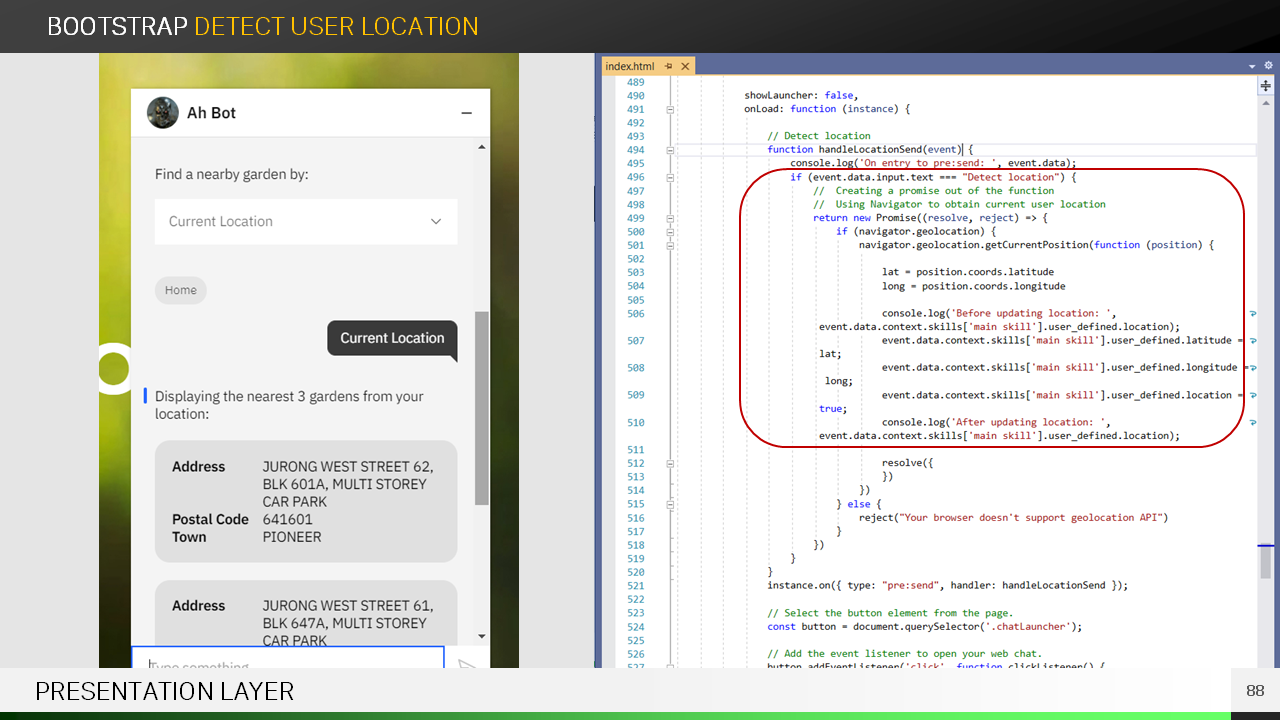 BOOTSTRAP DETECT USER LOCATION
Ah Bot
Find a nearby garden by:
Current Location
Home
Current Location
Displaying the nearest 3 gardens from your
location:
Address JURONG WEST STREET 62,
BLK 601A, MULTI STOREY
CAR PARK
Postal Code 641601
Town PIONEER
Address JURONG WEST STREET 61,
BLK 647A, MULTI STOREY
CAR PARK
Type something
index.html
489
490 showLauncher: false,
491 onLoad: function (instance) {
492
493 // Detect location
494 function handleLocationSend(event) {
495 console.log('On entry to pre:send: ', event.data);
496 if (event.data.input.text === "Detect location") {
497 // Creating a promise out of the function
498 // Using Navigator to obtain current user location
499 return new Promise((resolve, reject) => {
500 if (navigator.geolocation) {
501 navigator.geolocation.getCurrentPosition(function (position) {
502
503 lat = position.coords.latitude
504 long = position.coords.longitude
505
506 console.log('Before updating location: ',
event.data.context.skills['main skill'].user_defined.location);
507 event.data.context.skills['main skill'].user_defined.latitude =
lat;
508 event.data.context.skills['main skill'].user_defined.longitude =
long;
509 event.data.context.skills['main skill'].user_defined.location =
true;
510 console.log('After updating location: ',
event.data.context.skills['main skill'].user_defined.location);
511
512 resolve({
513 })
514 })
515 } else {
516 reject("Your browser doesn't support geolocation API")
517 }
518 })
519 }
520 }
521 instance.on({ type: "pre:send", handler: handleLocationSend });
522
523 // Select the button element from the page.
524 const button = document.querySelector('.chatLauncher');
525
526 // Add the event listener to open your web chat.
527 button.addEventListener('click', function clickListener() {
PRESENTATION LAYER
88